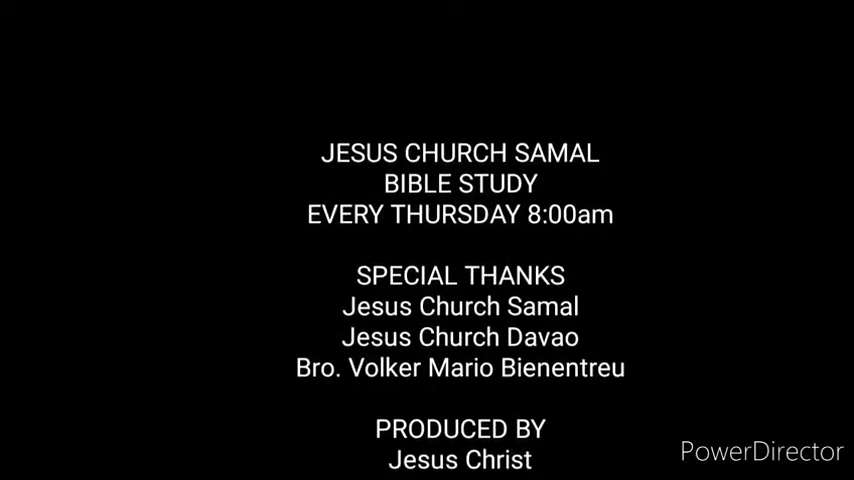 JESUS CHURCH SAMAL
BIBLE STUDY
EVERY THURSDAY 8:00am
SPECIAL THANKS
Jesus Church Samal
Jesus Church Davao
Bro. Volker Mario Bienentreu
PRODUCED BY
Jesus Christ
PowerDirector